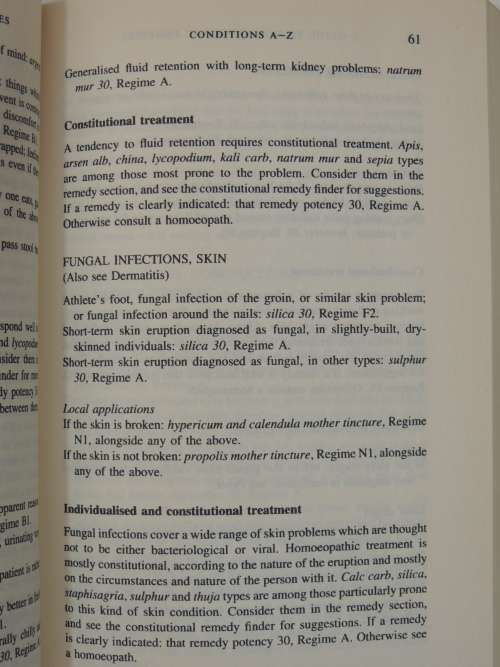 CONDITIONS A–Z
61
Generalised fluid retention with long-term kidney problems: natrum
mur 30, Regime A.
Constitutional treatment
A tendency to fluid retention requires constitutional treatment. Apis,
arsen alb, china, lycopodium, kali carb, natrum mur and sepia types
are among those most prone to the problem. Consider them in the
remedy section, and see the constitutional remedy finder for suggestions.
If a remedy is clearly indicated: that remedy potency 30, Regime A.
Otherwise consult a homoeopath.
FUNGAL INFECTIONS, SKIN
(Also see Dermatitis)
Athlete's foot, fungal infection of the groin, or similar skin problem;
or fungal infection around the nails: silica 30, Regime F2.
Short-term skin eruption diagnosed as fungal, in slightly-built, dry-
skinned individuals: silica 30, Regime A.
Short-term skin eruption diagnosed as fungal, in other types: sulphur
30, Regime A.
Local applications
If the skin is broken: hypericum and calendula mother tincture, Regime
N1, alongside any of the above.
If the skin is not broken: propolis mother tincture, Regime N1, alongside
any of the above.
Individualised and constitutional treatment
Fungal infections cover a wide range of skin problems which are thought
not to be either bacteriological or viral. Homoeopathic treatment is
mostly constitutional, according to the nature of the eruption and mostly
on the circumstances and nature of the person with it. Calc carb, silica,
staphisagria, sulphur and thuja types are among those particularly prone
to this kind of skin condition. Consider them in the remedy section,
and see the constitutional remedy finder for suggestions. If a remedy
is clearly indicated: that remedy potency 30, Regime A. Otherwise see
a homoeopath.